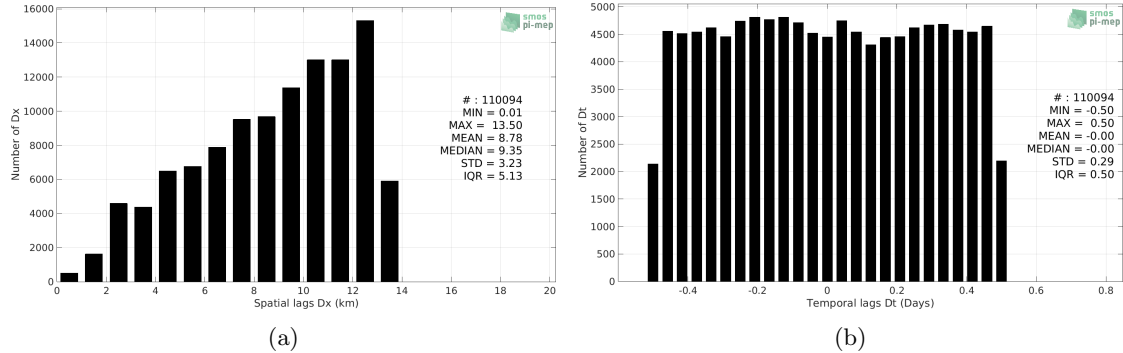 16000
14000
12000
10000
8000
6000
4000
2000
0
Number of Dx
0 2 4 6 8 10 12 14 16 18 20
Spatial lags Dx (km)
smos
pi-mep
# : 110094
MIN = 0.01
MAX = 13.50
MEAN = 8.78
MEDIAN = 9.35
STD = 3.23
IQR = 5.13
(a)
5000
4500
4000
3500
3000
2500
2000
1500
1000
500
0
Number of Dt
-0.4 -0.2 0 0.2 0.4 0.6 0.8
Temporal lags Dt (Days)
smos
pi-mep
# : 110094
MIN = -0.50
MAX = 0.50
MEAN = -0.00
MEDIAN = -0.00
STD = 0.29
IQR = 0.50
(b)